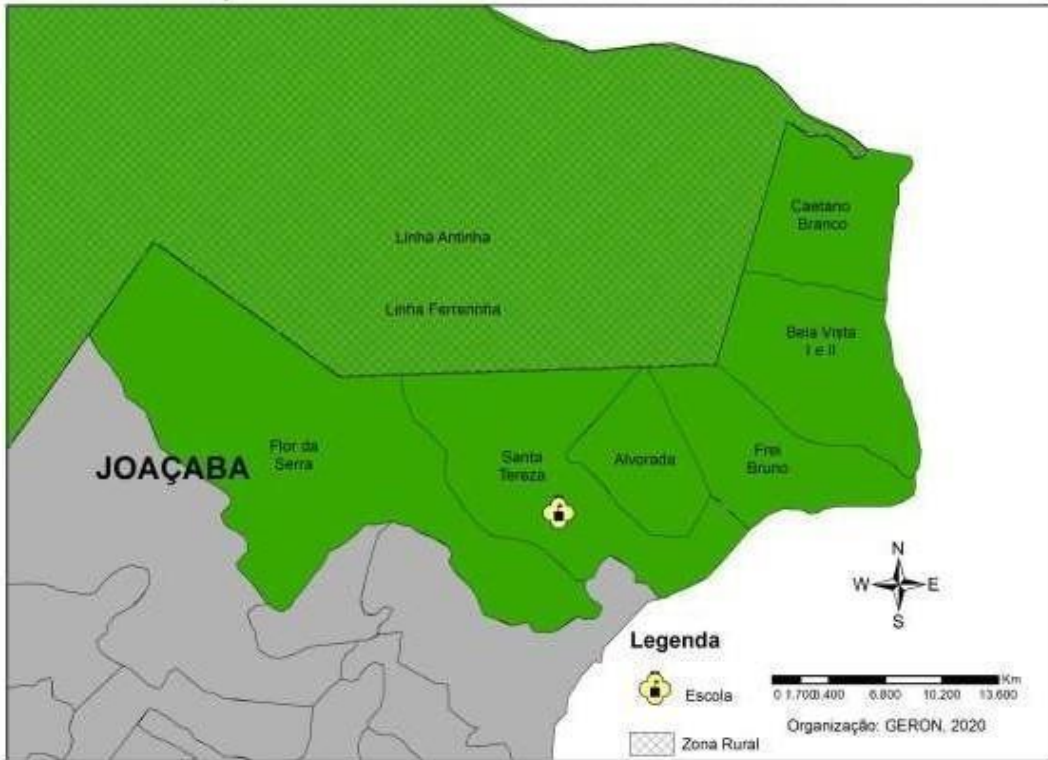 Caetano
Branco
Linha Antinha
Linha Ferrerinha
Bela Vista
I e II
Flor da
Serra
JOAÇABA
Santa
Tereza
Alvorada
Frei
Bruno
N
W
E
S
Legenda
Escola
Zona Rural
Km
0 1.700 3.400 6.800 10.200 13.600
Organização: GERON, 2020